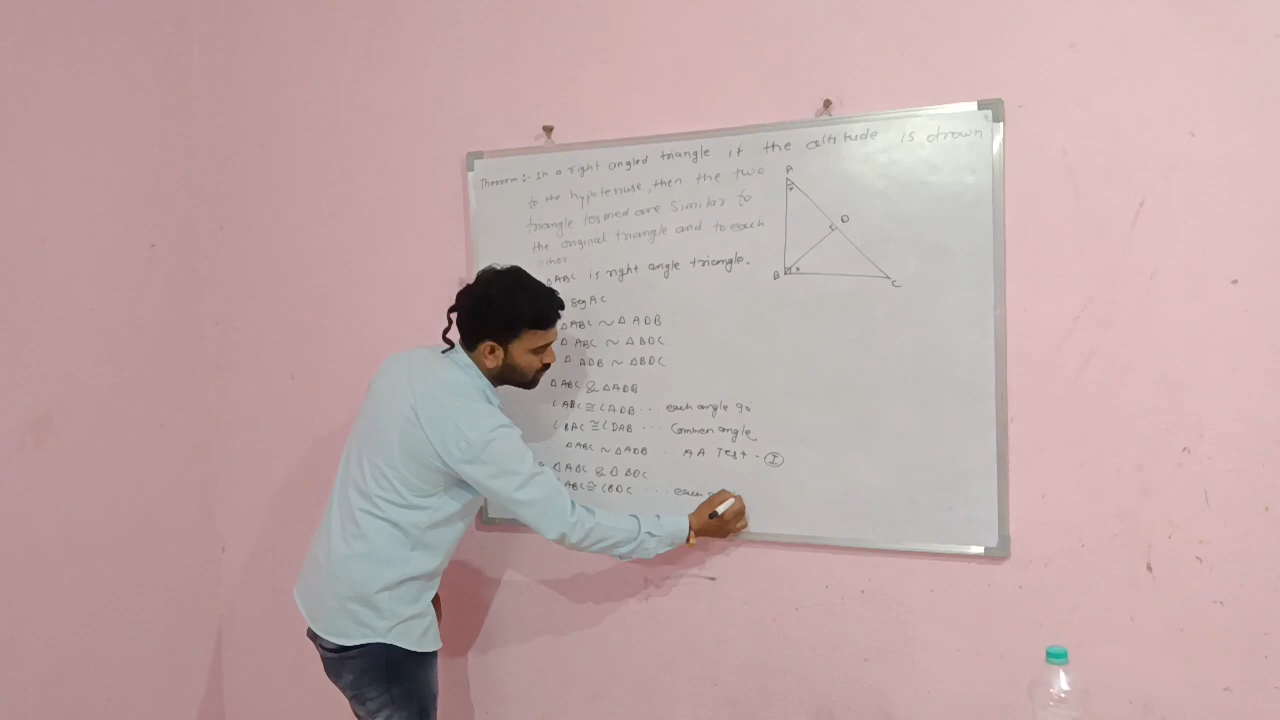 Theorem :- In a right angled triangle if the altitude is drawn
to the hypotenuse, then the two
triangle formed are similar to
the original triangle and to each
other
△ABC is right angle triangle.
seg AC
△ABC ~ △ADB
△ABC ~ △BDC
△ADB ~ △BDC
△ABC & △ADB
∠ABC ≅ ∠ADB ... each angle 90°
∠BAC ≅ ∠DAB ... Common angle
△ABC ~ △ADB .. AA Test - I
△ABC & △BDC
ABC ≅ ∠BDC .... each
A
D
B
x
C